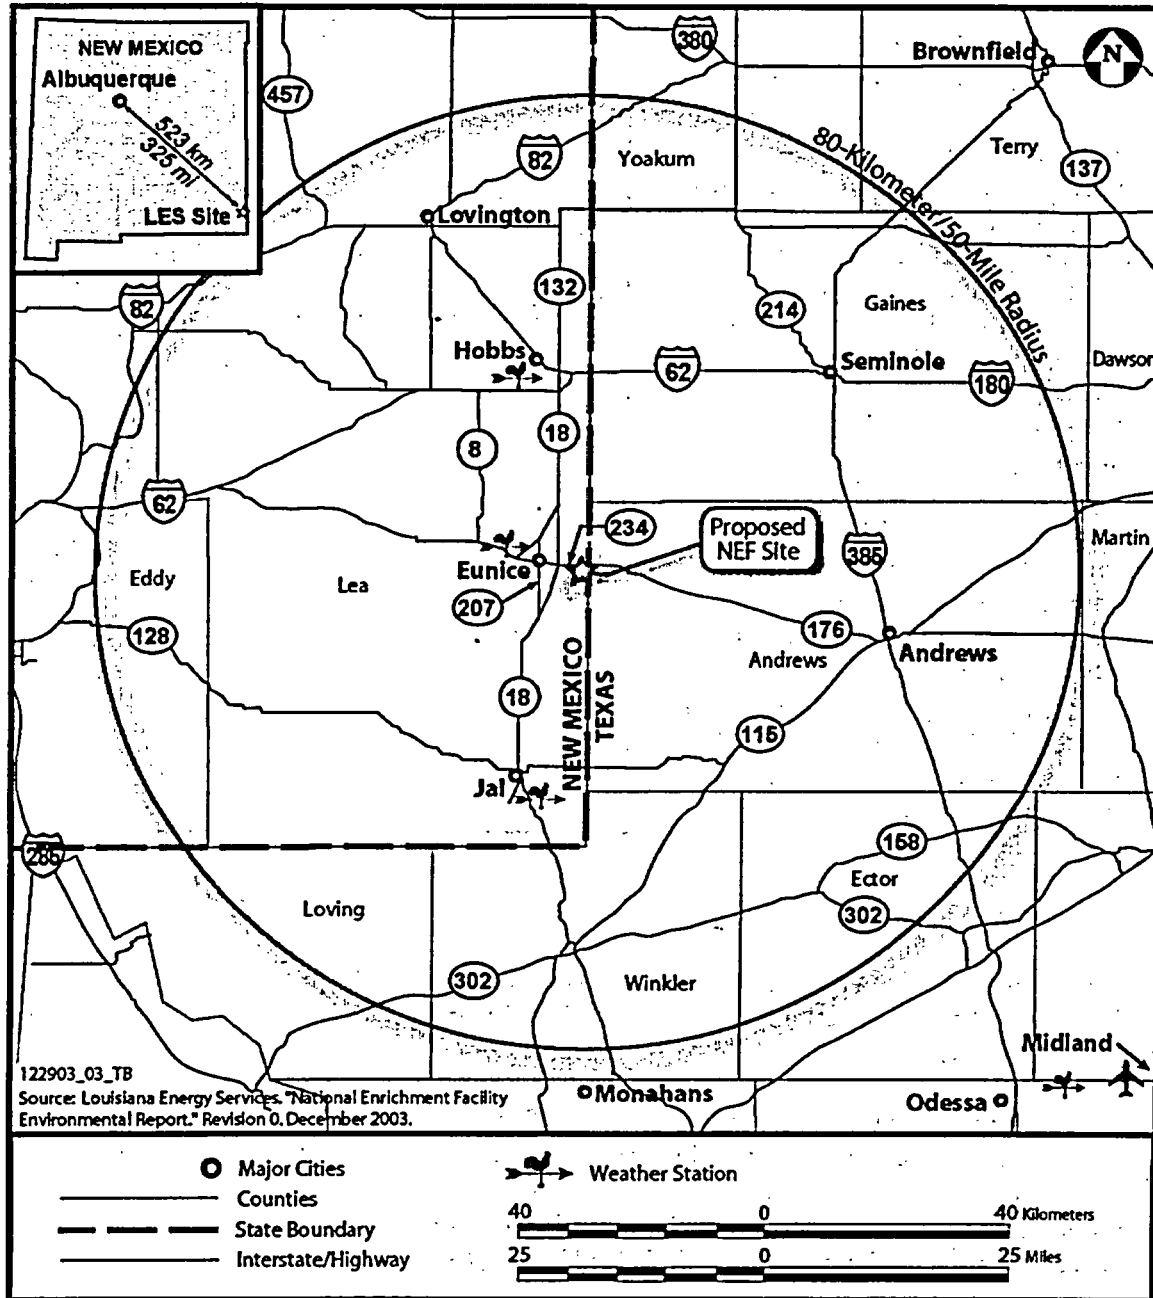 NEW MEXICO
Albuquerque
523 km
325 mi
LES Site
457
380
Brownfield
N
82
Yoakum
80-Kilometer/50-Mile Radius
Terry
137
Lovington
132
82
214
Gaines
Hobbs
62
Seminole
180
Dawson
8
18
62
234
Proposed
NEF Site
385
Martin
Eddy
Lea
Eunice
207
128
176
Andrews
Andrews
18
NEW MEXICO
TEXAS
115
Jal
285
158
Ector
302
Loving
302
Winkler
Midland
122903_03_TB
Source: Louisiana Energy Services. "National Enrichment Facility
Environmental Report." Revision 0. December 2003.
Monahans
Odessa
Major Cities
Weather Station
Counties
State Boundary
Interstate/Highway
40 0 40 Kilometers
25 0 25 Miles